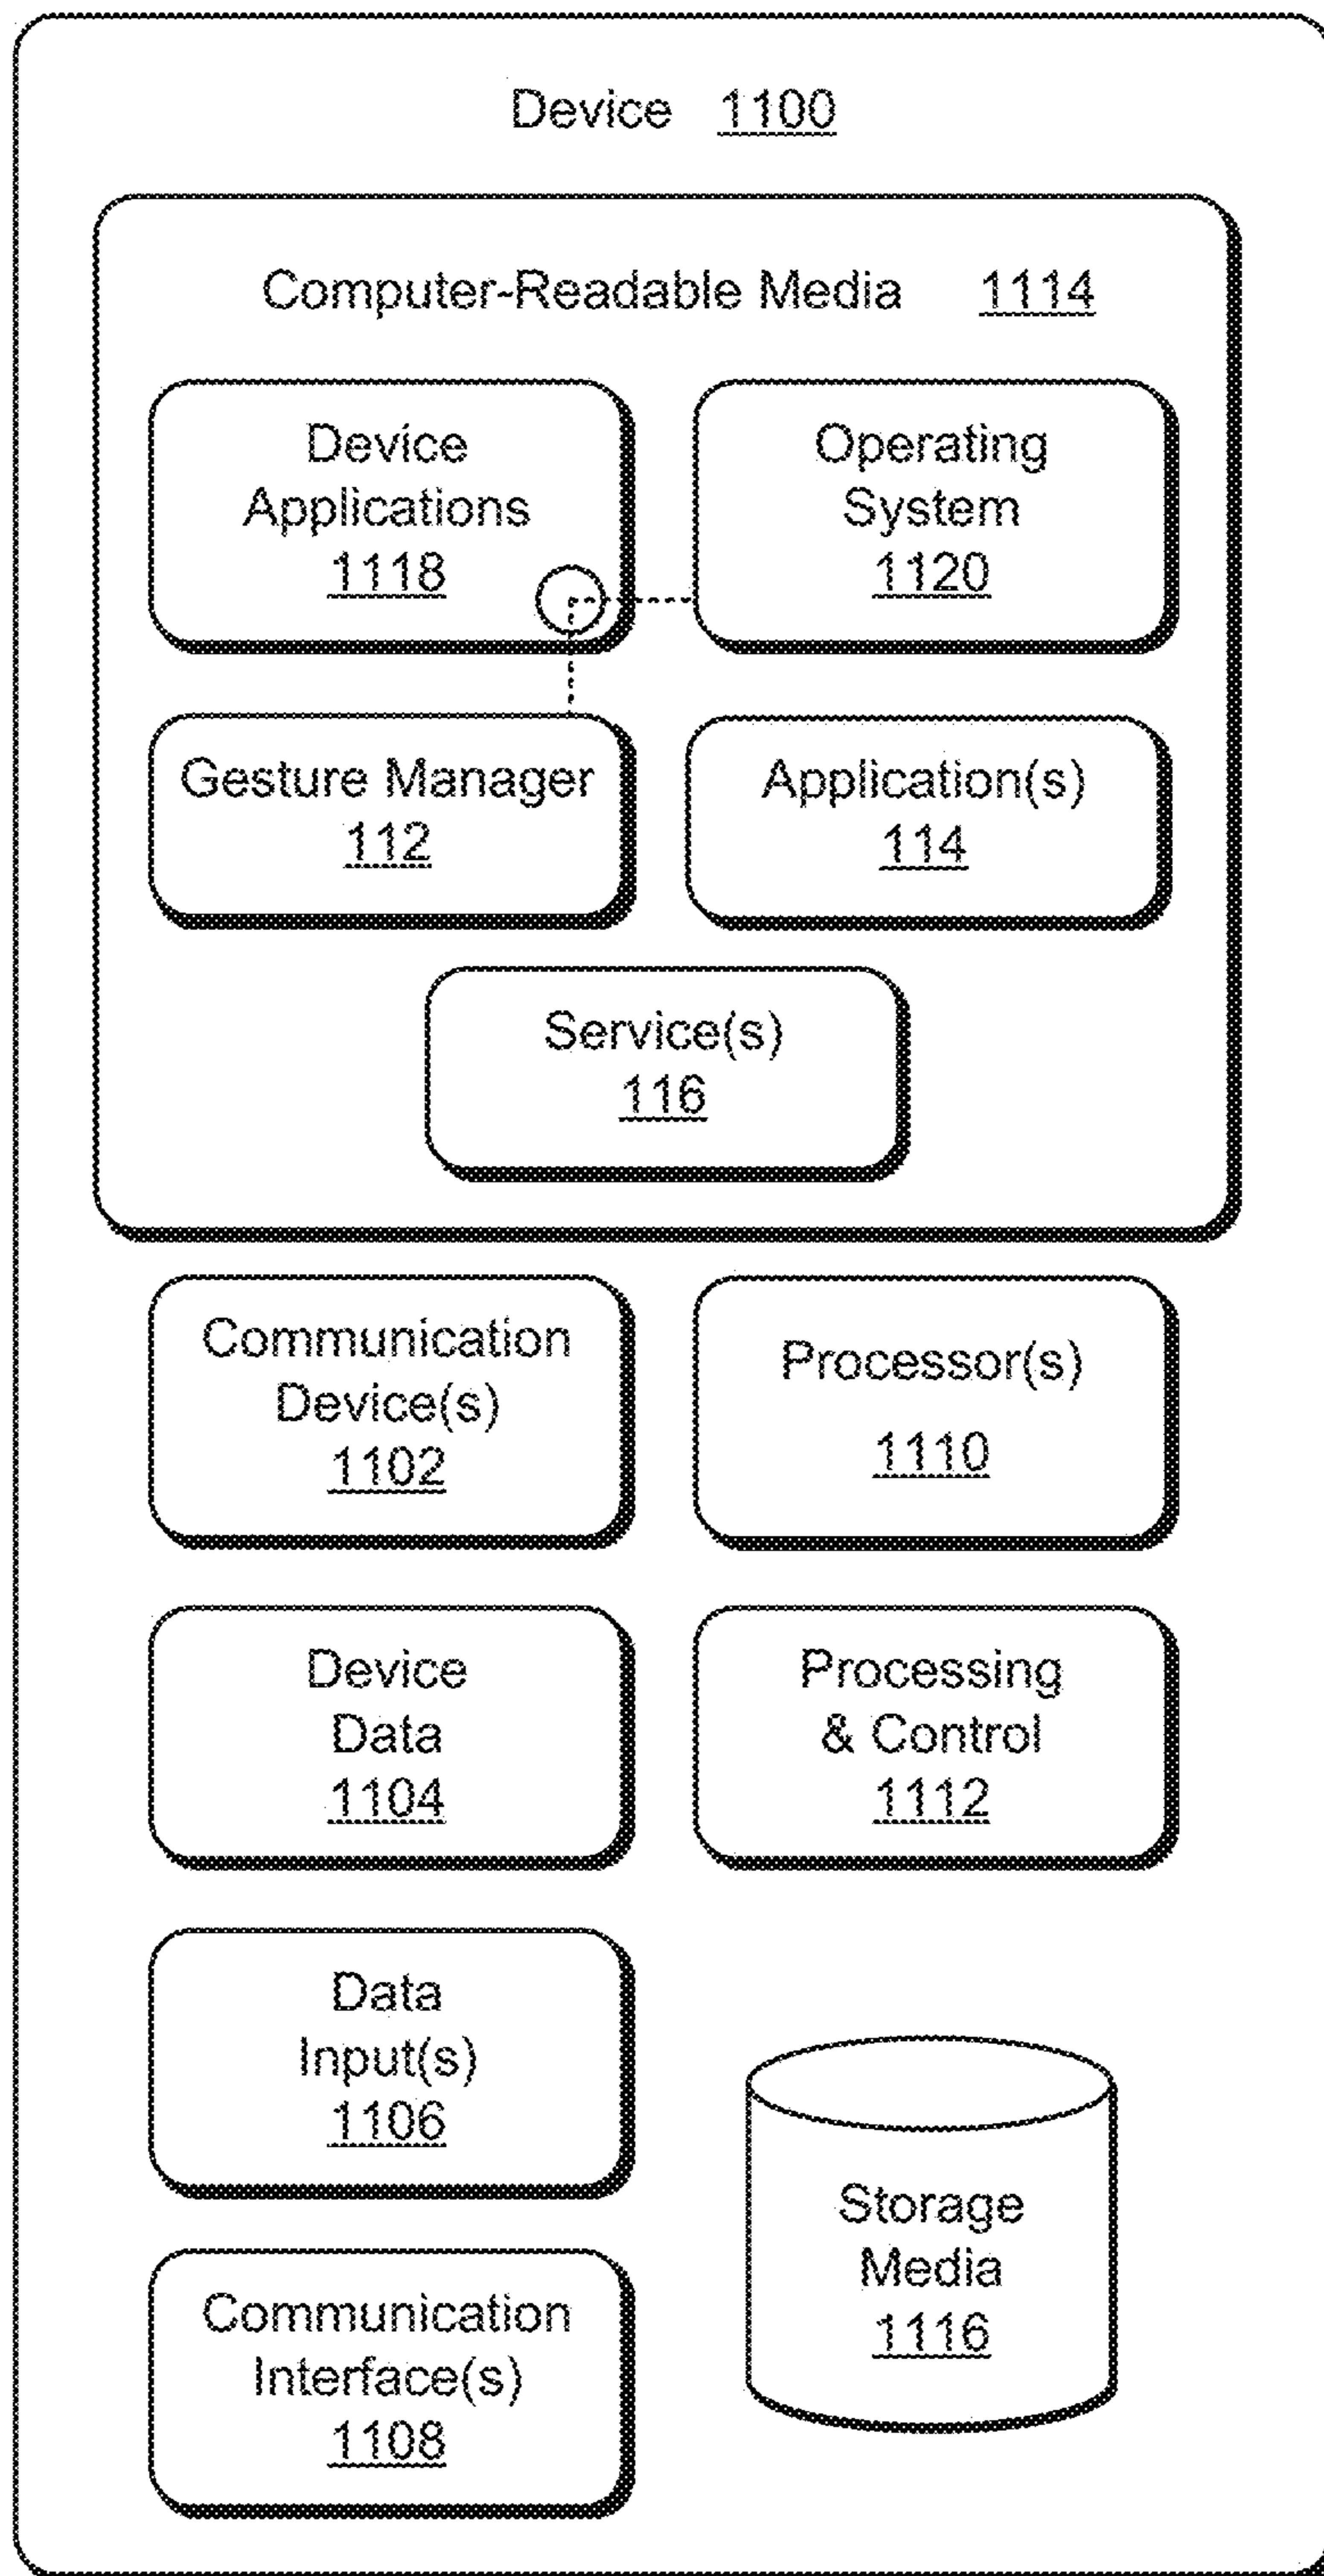 Device 1100
Computer-Readable Media 1114
Device
Applications
1118
Operating
System
1120
Gesture Manager
112
Application(s)
114
Service(s)
116
Communication
Device(s)
1102
Processor(s)
1110
Device
Data
1104
Processing
& Control
1112
Data
Input(s)
1106
Storage
Media
1116
Communication
Interface(s)
1108